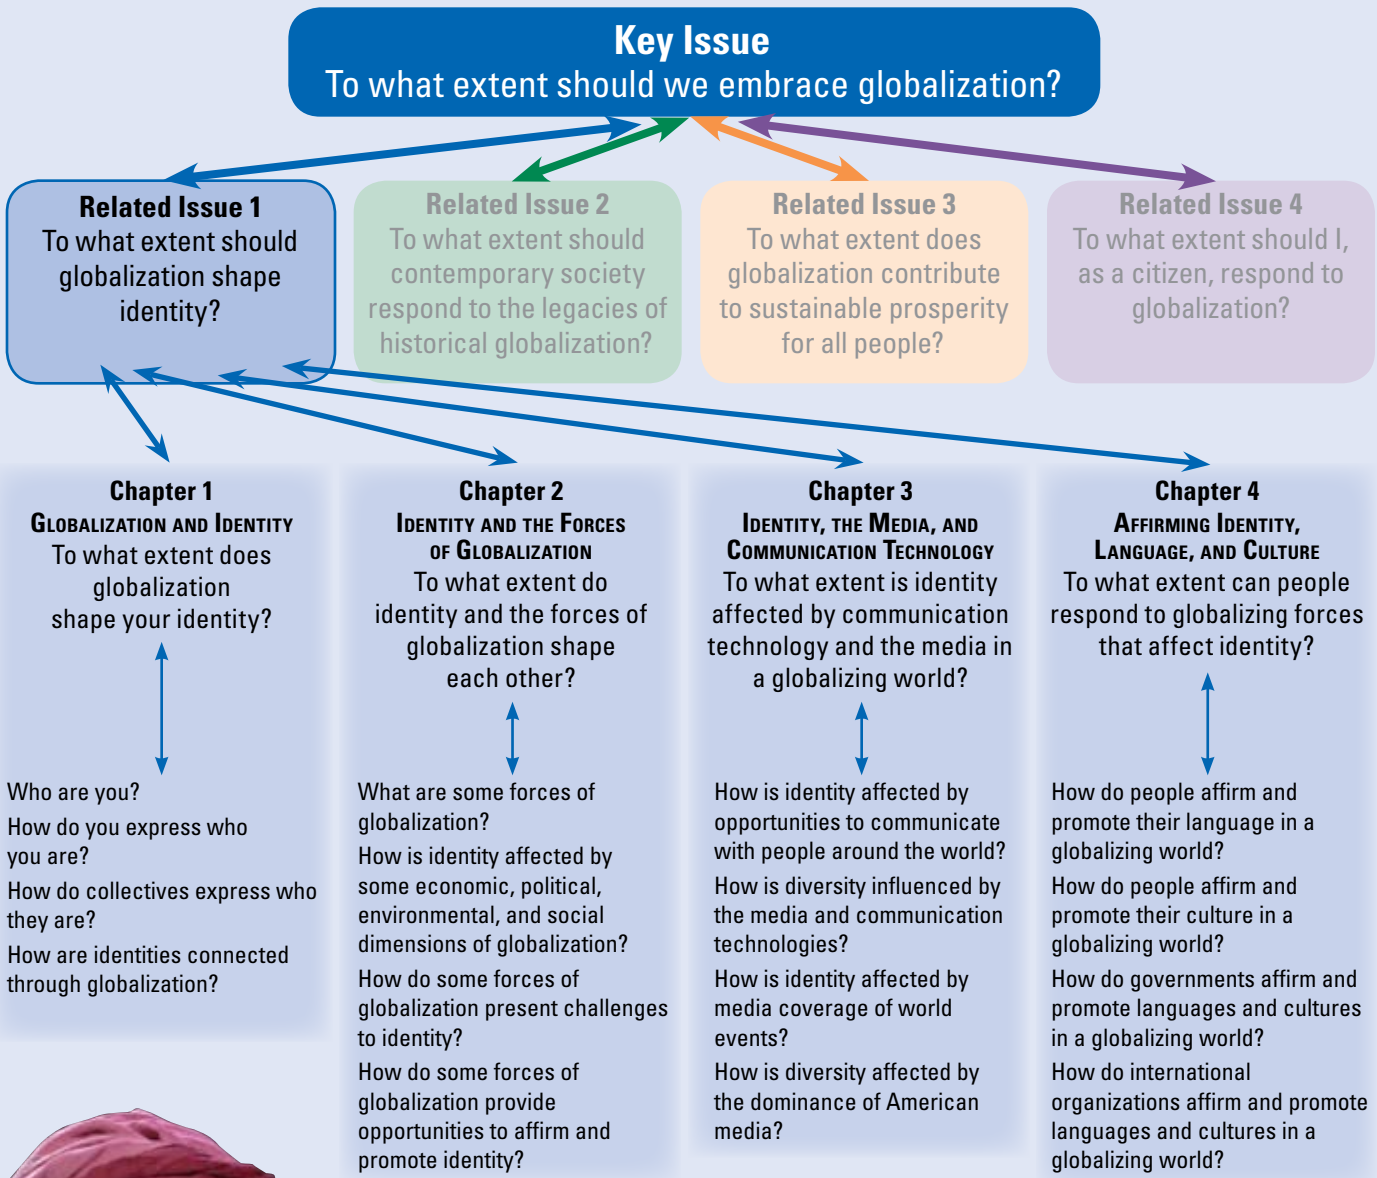 Key Issue
To what extent should we embrace globalization?
Related Issue 1
To what extent should
globalization shape
identity?
Related Issue 2
To what extent should
contemporary society
respond to the legacies of
historical globalization?
Related Issue 3
To what extent does
globalization contribute
to sustainable prosperity
for all people?
Related Issue 4
To what extent should I,
as a citizen, respond to
globalization?
Chapter 1
GLOBALIZATION AND IDENTITY
To what extent does
globalization
shape your identity?
Who are you?
How do you express who
you are?
How do collectives express who
they are?
How are identities connected
through globalization?
Chapter 2
IDENTITY AND THE FORCES
OF GLOBALIZATION
To what extent do
identity and the forces of
globalization shape
each other?
What are some forces of
globalization?
How is identity affected by
some economic, political,
environmental, and social
dimensions of globalization?
How do some forces of
globalization present challenges
to identity?
How do some forces of
globalization provide
opportunities to affirm and
promote identity?
Chapter 3
IDENTITY, THE MEDIA, AND
COMMUNICATION TECHNOLOGY
To what extent is identity
affected by communication
technology and the media in
a globalizing world?
How is identity affected by
opportunities to communicate
with people around the world?
How is diversity influenced by
the media and communication
technologies?
How is identity affected by
media coverage of world
events?
How is diversity affected by
the dominance of American
media?
Chapter 4
AFFIRMING IDENTITY,
LANGUAGE, AND CULTURE
To what extent can people
respond to globalizing forces
that affect identity?
How do people affirm and
promote their language in a
globalizing world?
How do people affirm and
promote their culture in a
globalizing world?
How do governments affirm and
promote languages and cultures
in a globalizing world?
How do international
organizations affirm and promote
languages and cultures in a
globalizing world?